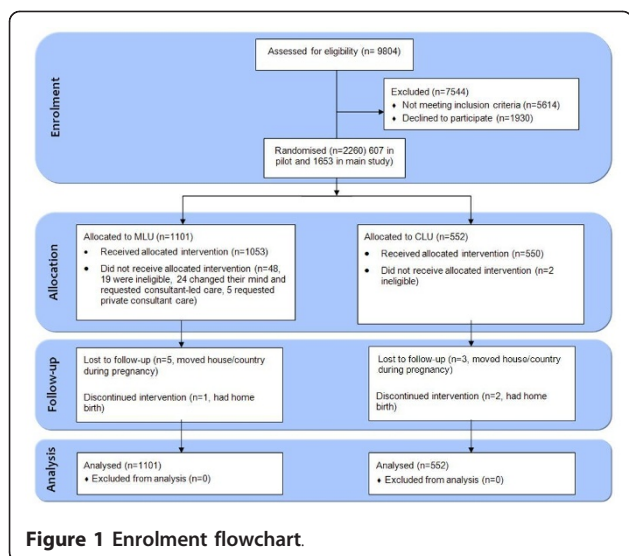 Enrolment
Assessed for eligibility (n= 9804)
Excluded (n=7544)
♦ Not meeting inclusion criteria (n=5614)
♦ Declined to participate (n=1930)
Randomised (n=2260) 607 in
pilot and 1653 in main study)
Allocation
Allocated to MLU (n=1101)
• Received allocated intervention (n=1053)
• Did not receive allocated intervention (n=48,
19 were ineligible, 24 changed their mind and
requested consultant-led care, 5 requested
private consultant care)
Allocated to CLU (n=552)
• Received allocated intervention (n=550)
• Did not receive allocated intervention (n=2
ineligible)
Follow-up
Lost to follow-up (n=5, moved house/country
during pregnancy)
Discontinued intervention (n=1, had home
birth)
Lost to follow-up (n=3, moved house/country
during pregnancy)
Discontinued intervention (n=2, had home
birth)
Analysis
Analysed (n=1101)
♦ Excluded from analysis (n=0)
Analysed (n=552)
♦ Excluded from analysis (n=0)
Figure 1 Enrolment flowchart.